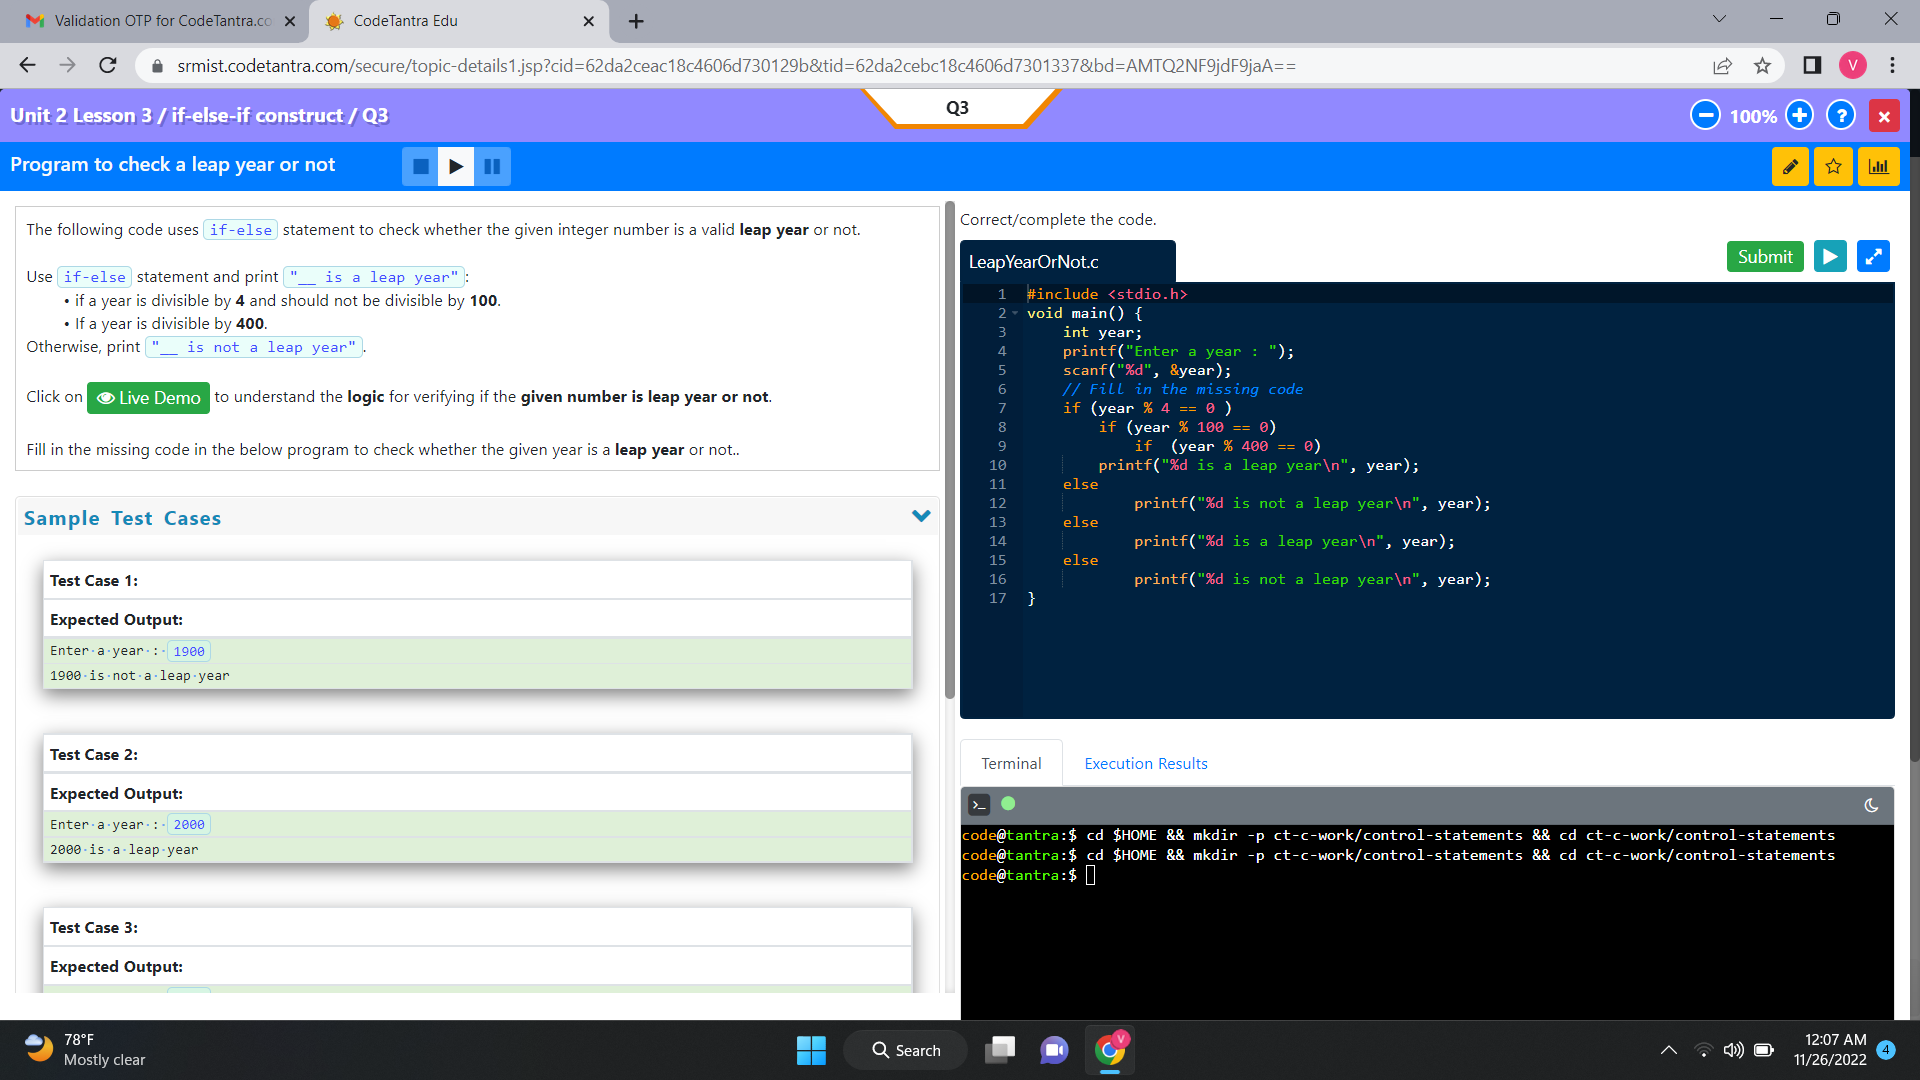 Validation OTP for CodeTantra.co
CodeTantra Edu
srmist.codetantra.com/secure/topic-details1.jsp?cid=62da2ceac18c4606d730129b&tid=62da2cebc18c4606d7301337&bd=AMTQ2NF9jdF9jaA==
V
Unit 2 Lesson 3 / if-else-if construct / Q3
Q3
100%
?
Program to check a leap year or not
The following code uses if-else statement to check whether the given integer number is a valid leap year or not.
Use if-else statement and print "__ is a leap year":
• if a year is divisible by 4 and should not be divisible by 100.
• If a year is divisible by 400.
Otherwise, print "__ is not a leap year".
Click on Live Demo to understand the logic for verifying if the given number is leap year or not.
Fill in the missing code in the below program to check whether the given year is a leap year or not..
Sample Test Cases
Test Case 1:
Expected Output:
Enter·a·year·:·1900
1900·is·not·a·leap·year
Test Case 2:
Expected Output:
Enter·a·year·:·2000
2000·is·a·leap·year
Test Case 3:
Expected Output:
Correct/complete the code.
LeapYearOrNot.c
Submit
1 #include <stdio.h>
2 void main() {
3 int year;
4 printf("Enter a year : ");
5 scanf("%d", &year);
6 // Fill in the missing code
7 if (year % 4 == 0 )
8 if (year % 100 == 0)
9 if  (year % 400 == 0)
10 printf("%d is a leap year\n", year);
11 else
12 printf("%d is not a leap year\n", year);
13 else
14 printf("%d is a leap year\n", year);
15 else
16 printf("%d is not a leap year\n", year);
17 }
Terminal
Execution Results
>_
code@tantra:$ cd $HOME && mkdir -p ct-c-work/control-statements && cd ct-c-work/control-statements
code@tantra:$ cd $HOME && mkdir -p ct-c-work/control-statements && cd ct-c-work/control-statements
code@tantra:$
78°F
Mostly clear
Search
V
12:07 AM
11/26/2022
4